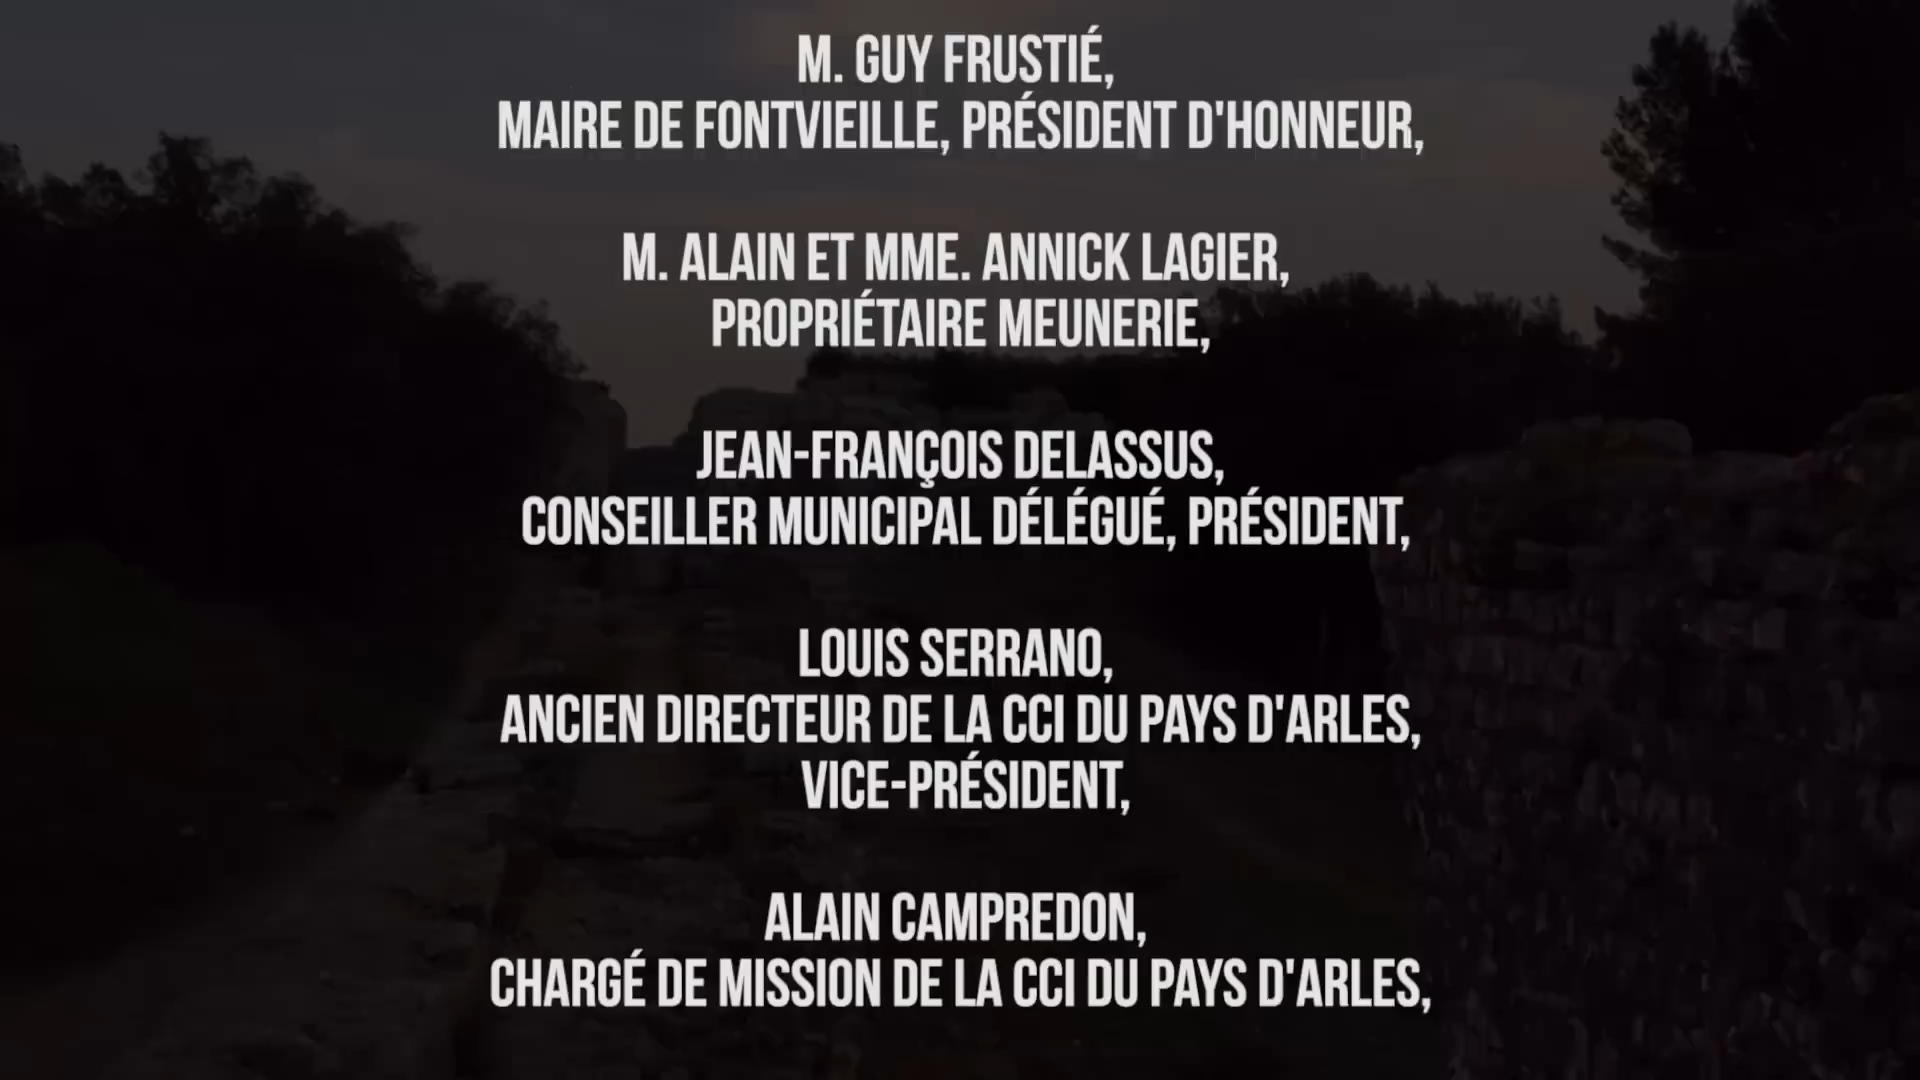 M. GUY FRUSTIÉ,
MAIRE DE FONTVIEILLE, PRÉSIDENT D'HONNEUR,
M. ALAIN ET MME. ANNICK LAGIER,
PROPRIÉTAIRE MEUNERIE,
JEAN-FRANÇOIS DELASSUS,
CONSEILLER MUNICIPAL DÉLÉGUÉ, PRÉSIDENT,
LOUIS SERRANO,
ANCIEN DIRECTEUR DE LA CCI DU PAYS D'ARLES,
VICE-PRÉSIDENT,
ALAIN CAMPREDON,
CHARGÉ DE MISSION DE LA CCI DU PAYS D'ARLES,